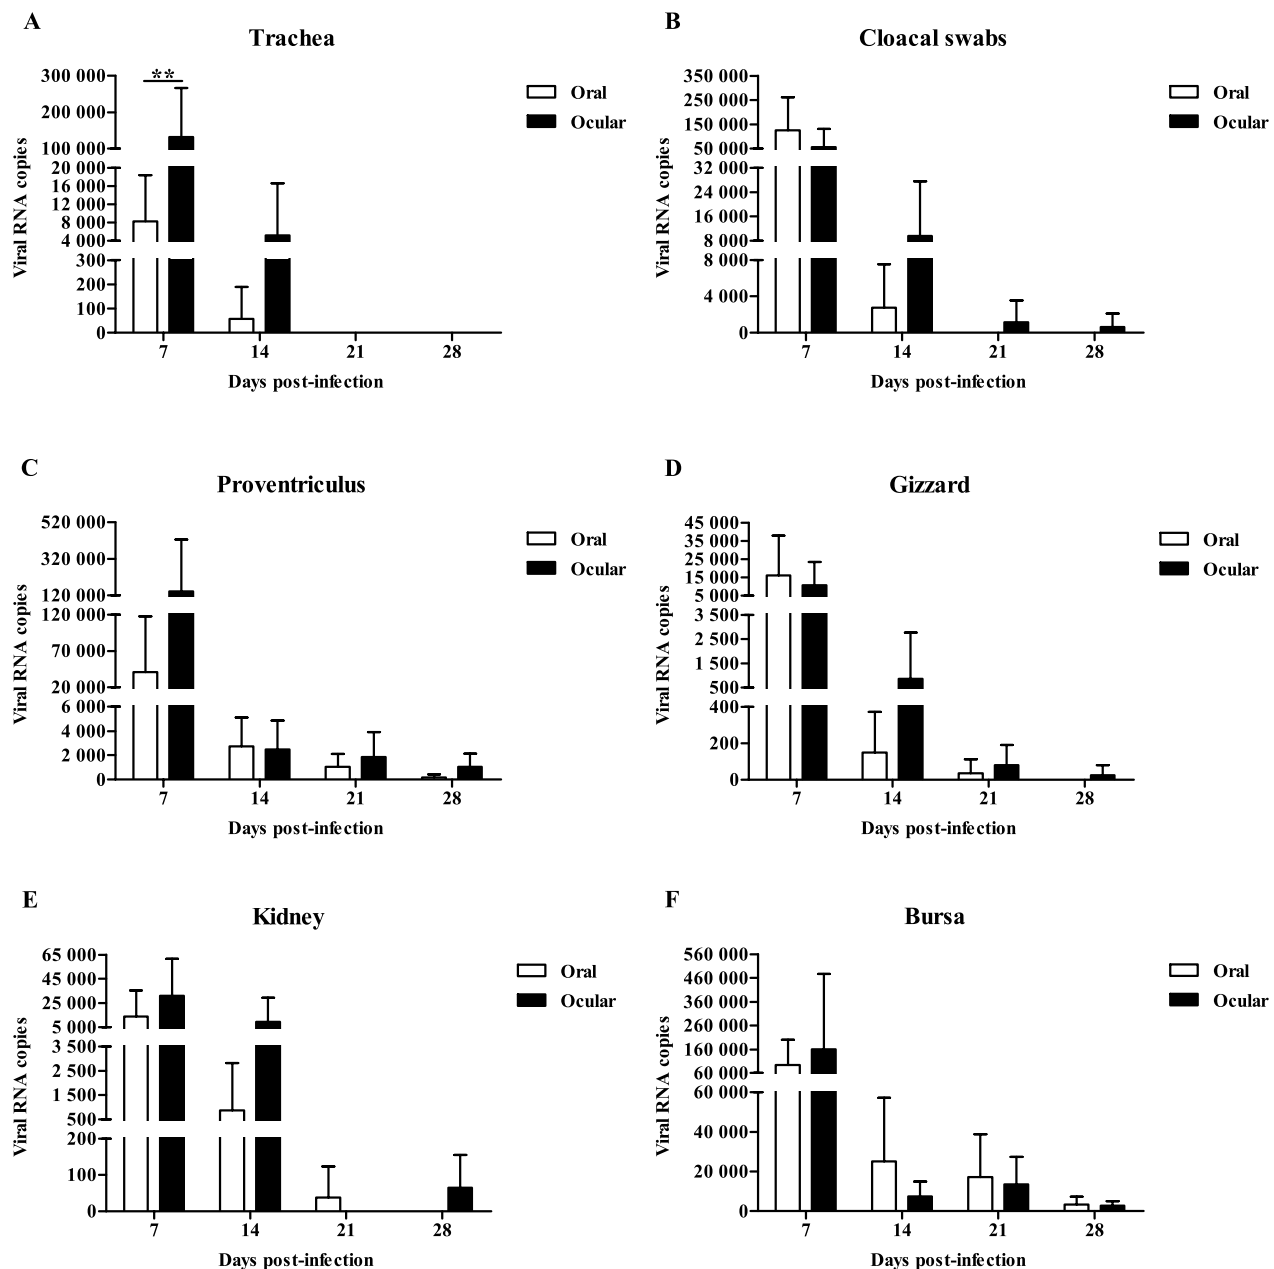 A
Trachea
**
300 000
200 000
100 000
20 000
16 000
12 000
8 000
4 000
300
200
100
0
Viral RNA copies
7 14 21 28
Days post-infection
Oral
Ocular
B
Cloacal swabs
350 000
250 000
150 000
50 000
32 000
24 000
16 000
8 000
8 000
4 000
0
Viral RNA copies
7 14 21 28
Days post-infection
Oral
Ocular
C
Proventriculus
520 000
320 000
120 000
120 000
70 000
20 000
6 000
4 000
2 000
0
Viral RNA copies
7 14 21 28
Days post-infection
Oral
Ocular
D
Gizzard
45 000
35 000
25 000
15 000
5 000
3 500
2 500
1 500
500
400
200
0
Viral RNA copies
7 14 21 28
Days post-infection
Oral
Ocular
E
Kidney
65 000
45 000
25 000
5 000
3 500
2 500
1 500
500
200
100
0
Viral RNA copies
7 14 21 28
Days post-infection
Oral
Ocular
F
Bursa
560 000
460 000
360 000
260 000
160 000
60 000
60 000
40 000
20 000
0
Viral RNA copies
7 14 21 28
Days post-infection
Oral
Ocular